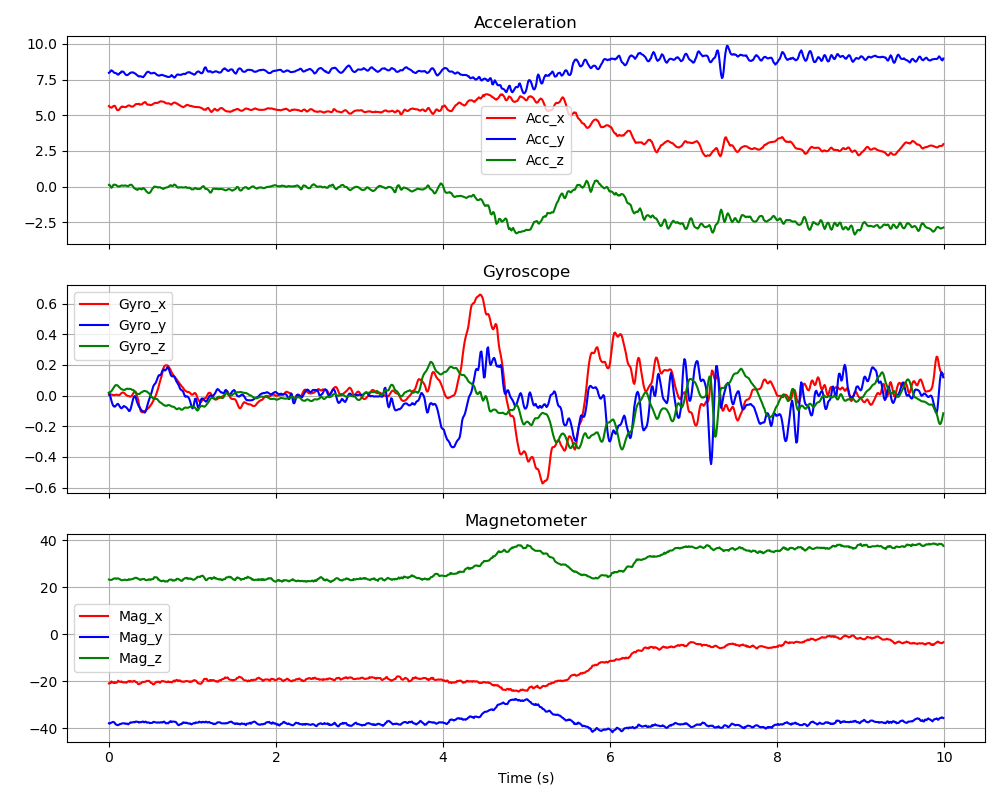 Acceleration
10.0
7.5
5.0
2.5
0.0
−2.5
Acc_x
Acc_y
Acc_z
Gyroscope
0.6
0.4
0.2
0.0
−0.2
−0.4
−0.6
Gyro_x
Gyro_y
Gyro_z
Magnetometer
40
20
0
−20
−40
Mag_x
Mag_y
Mag_z
0 2 4 6 8 10
Time (s)